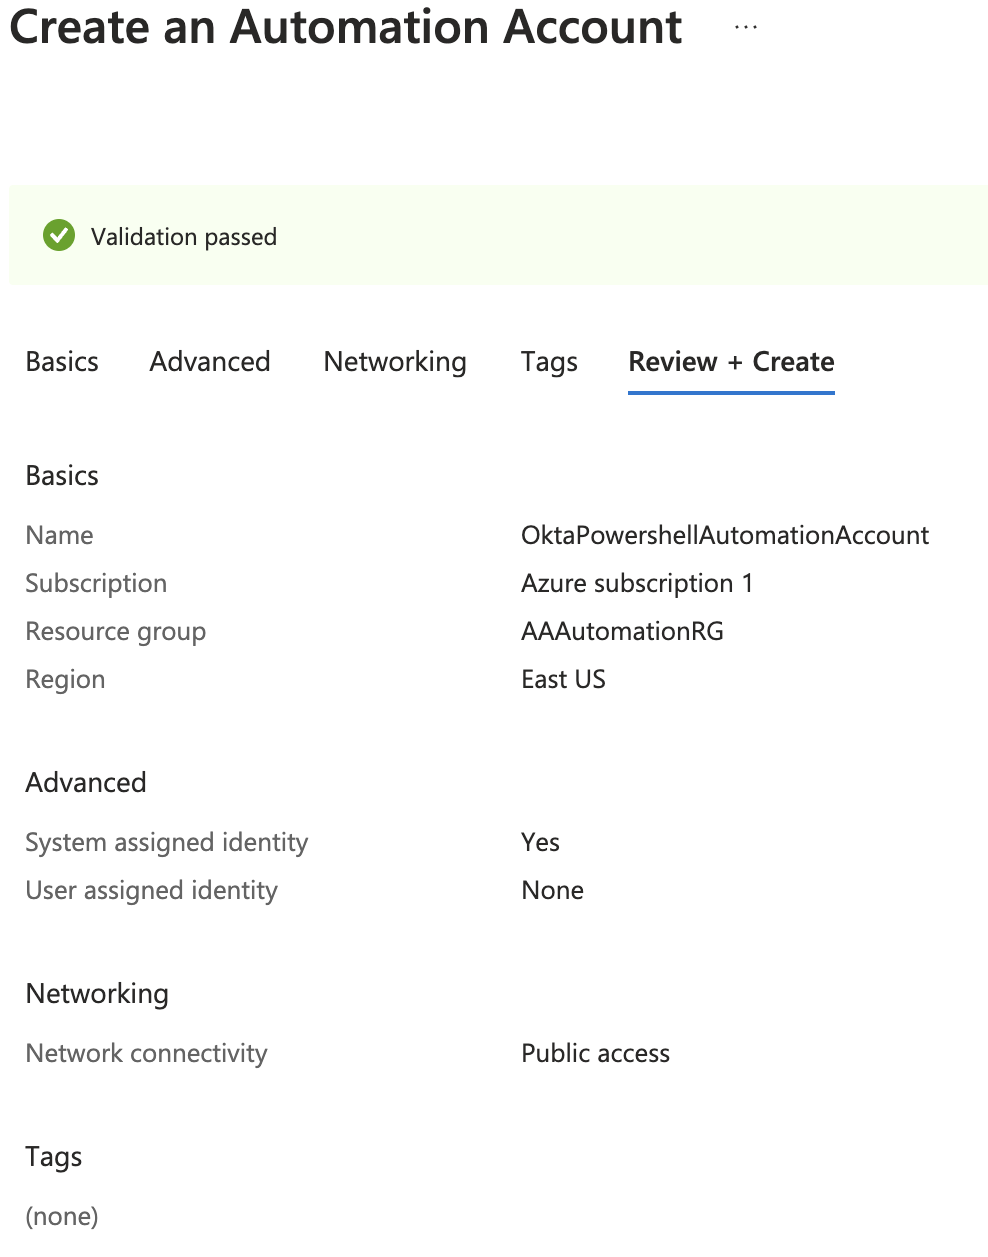 Create an Automation Account ...
Validation passed
Basics Advanced Networking Tags Review + Create
Basics
Name OktaPowershellAutomationAccount
Subscription Azure subscription 1
Resource group AAAutomationRG
Region East US
Advanced
System assigned identity Yes
User assigned identity None
Networking
Network connectivity Public access
Tags
(none)